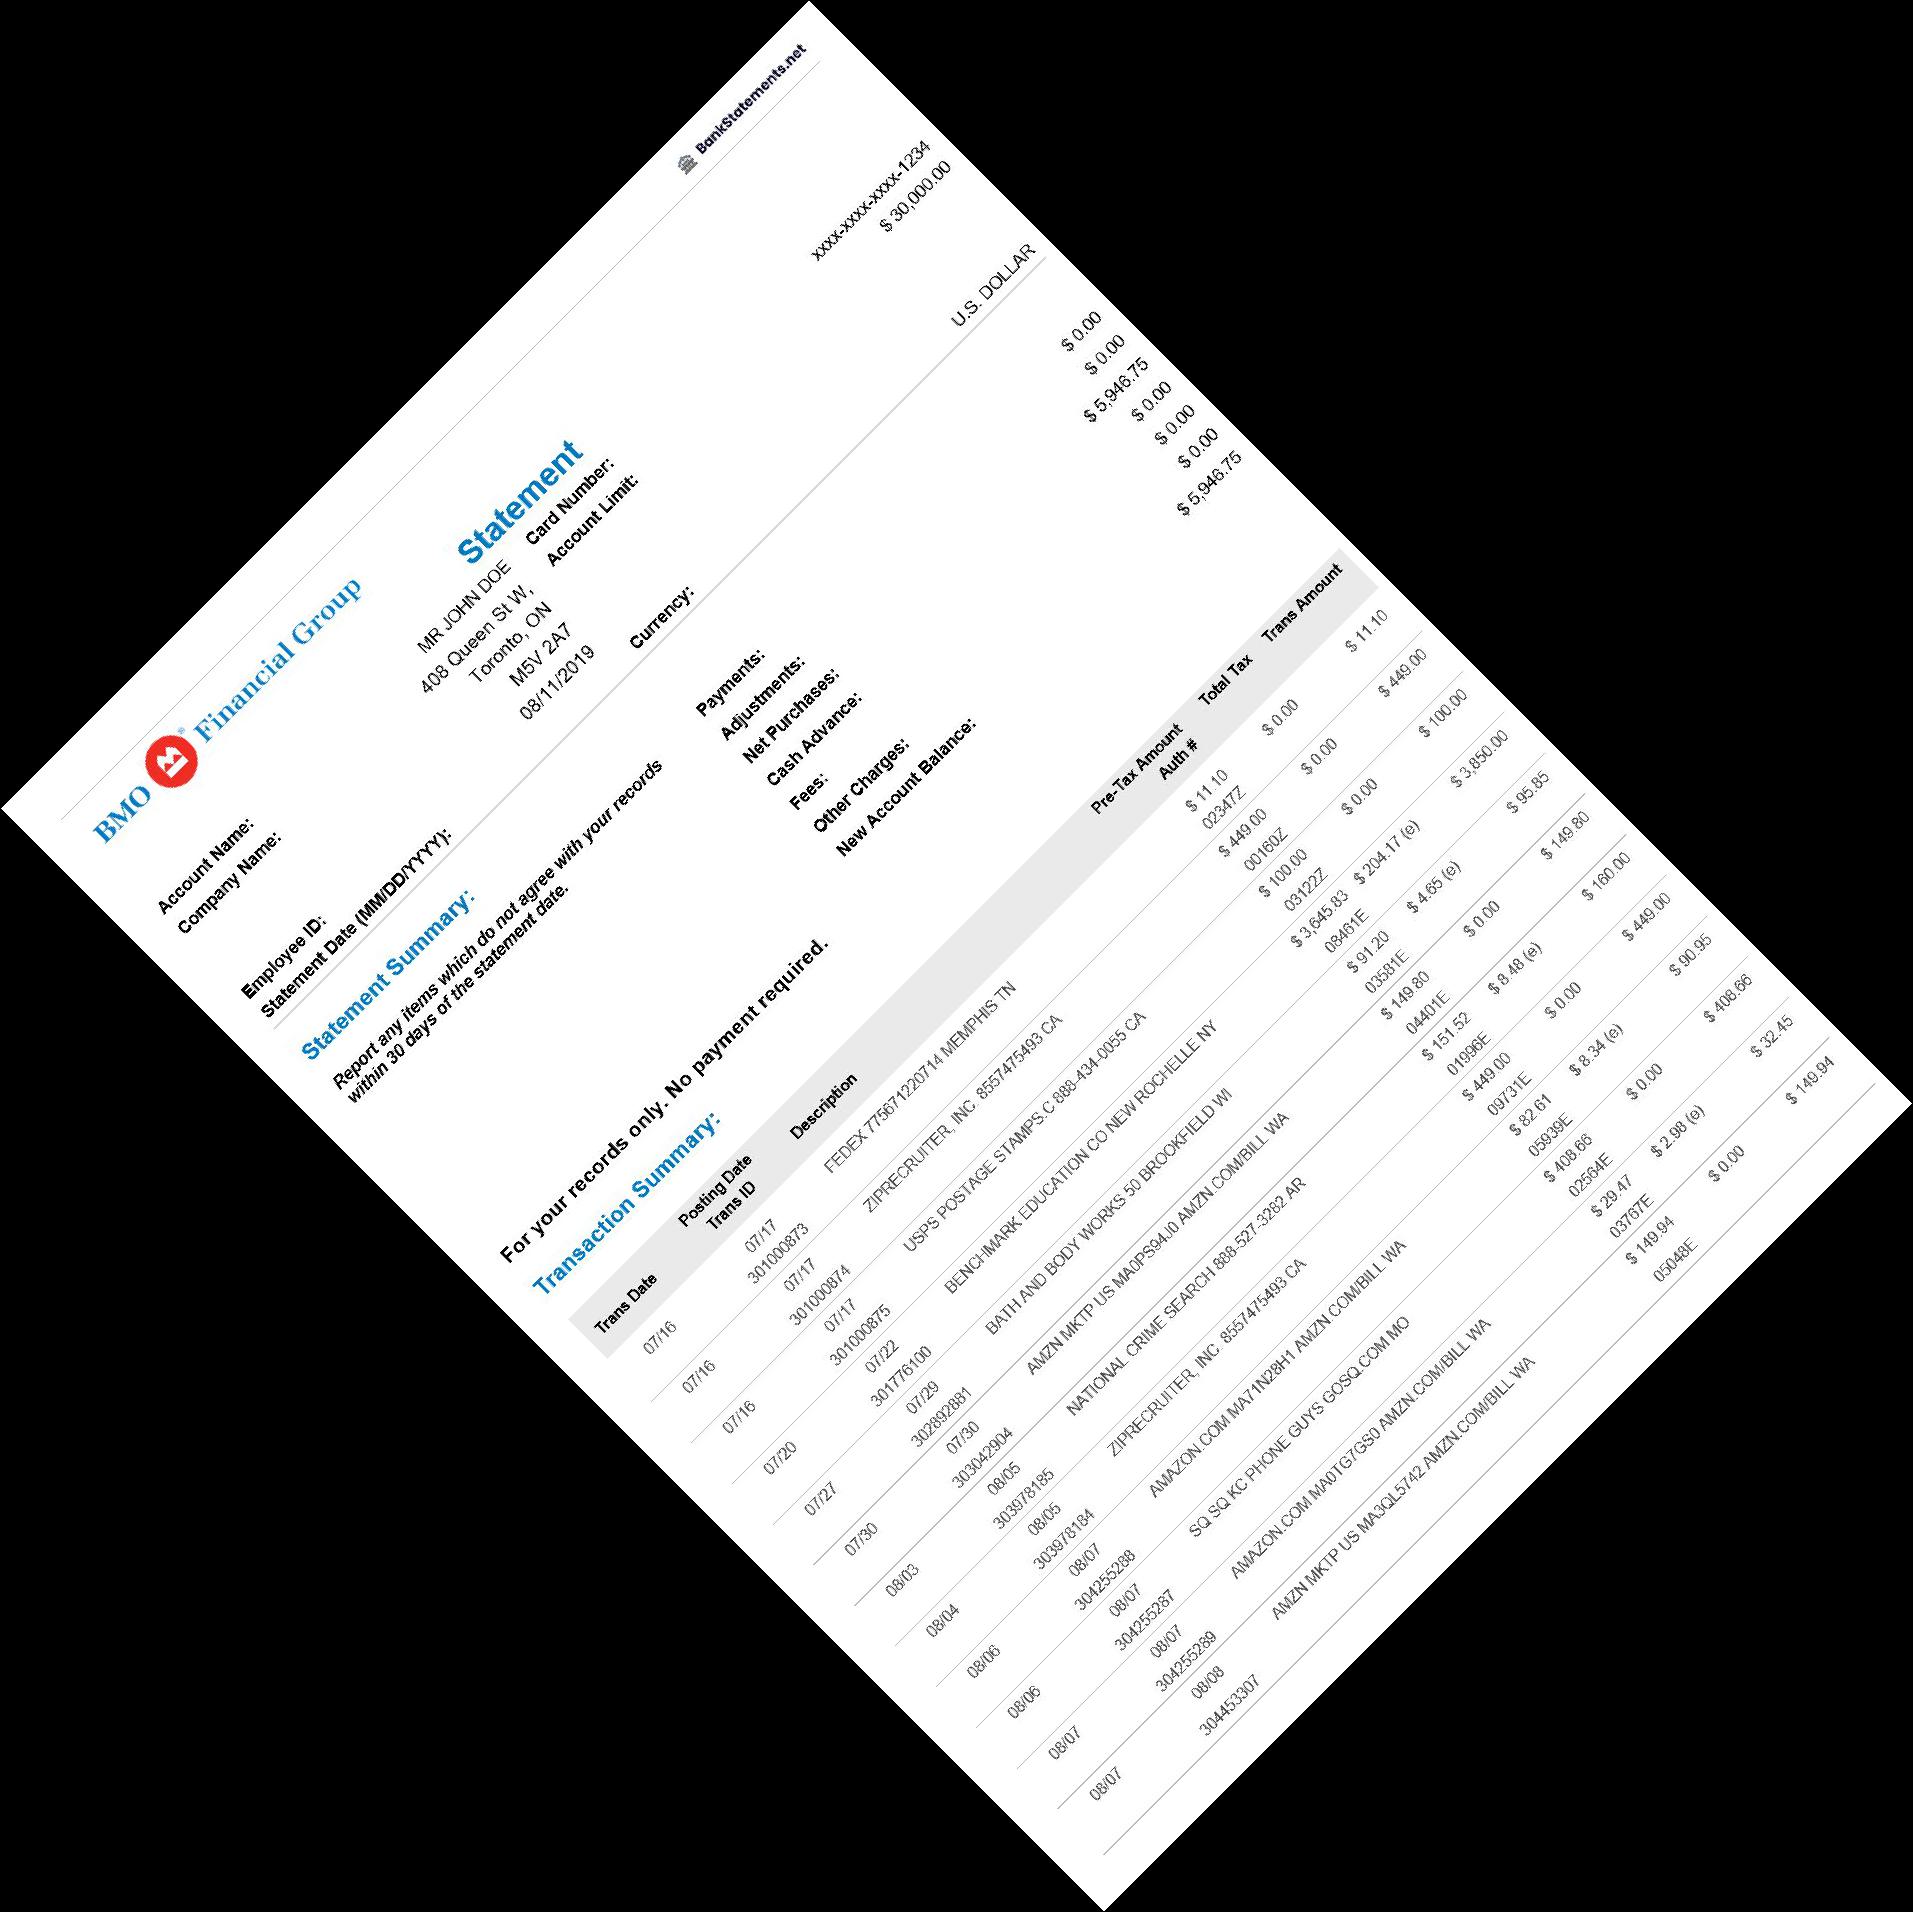 BankStatements.net
BMO Financial Group
Statement
Account Name: MR JOHN DOE Card Number: xxxx-xxxx-xxxx-1234
Company Name: 408 Queen St W, Account Limit: $ 30,000.00
Toronto, ON
Employee ID: M5V 2A7
Statement Date (MM/DD/YYYY): 08/11/2019 Currency: U.S. DOLLAR
Statement Summary:
Report any items which do not agree with your records
within 30 days of the statement date.
Payments: $ 0.00
Adjustments: $ 0.00
Net Purchases: $ 5,946.75
Cash Advance: $ 0.00
Fees: $ 0.00
Other Charges: $ 0.00
New Account Balance: $ 5,946.75
For your records only. No payment required.
Transaction Summary:
Trans Date Posting Date Description Pre-Tax Amount Total Tax Trans Amount
Trans ID Auth #
07/16 07/17 FEDEX 775671220714 MEMPHIS TN $ 11.10 $ 0.00 $ 11.10
301000873 02347Z
07/16 07/17 ZIPRECRUITER, INC 8557475493 CA $ 449.00 $ 0.00 $ 449.00
301000874 00160Z
07/16 07/17 USPS POSTAGE STAMPS.C 888-434-0055 CA $ 100.00 $ 0.00 $ 100.00
301000875 03122Z
07/20 07/22 BENCHMARK EDUCATION CO NEW ROCHELLE NY $ 3,645.83 $ 204.17 (e) $ 3,850.00
301776100 08461E
07/27 07/29 BATH AND BODY WORKS 50 BROOKFIELD WI $ 91.20 $ 4.65 (e) $ 95.85
302892881 03581E
07/30 07/30 AMZN MKTP US MA0PS94J0 AMZN.COM/BILL WA $ 149.80 $ 0.00 $ 149.80
303042904 04401E
08/03 08/05 NATIONAL CRIME SEARCH 888-527-3282 AR $ 151.52 $ 8.48 (e) $ 160.00
303978185 01996E
08/04 08/05 ZIPRECRUITER, INC 8557475493 CA $ 449.00 $ 0.00 $ 449.00
303978184 09731E
08/06 08/07 AMAZON.COM MA71N28H1 AMZN.COM/BILL WA $ 82.61 $ 8.34 (e) $ 90.95
304255288 05939E
08/06 08/07 SQ SQ KC PHONE GUYS GOSQ.COM MO $ 408.66 $ 0.00 $ 408.66
304255287 02564E
08/07 08/07 AMAZON.COM MA0TG7GS0 AMZN.COM/BILL WA $ 29.47 $ 2.98 (e) $ 32.45
304255289 03767E
08/07 08/08 AMZN MKTP US MA3QL5742 AMZN.COM/BILL WA $ 149.94 $ 0.00 $ 149.94
304453307 05048E